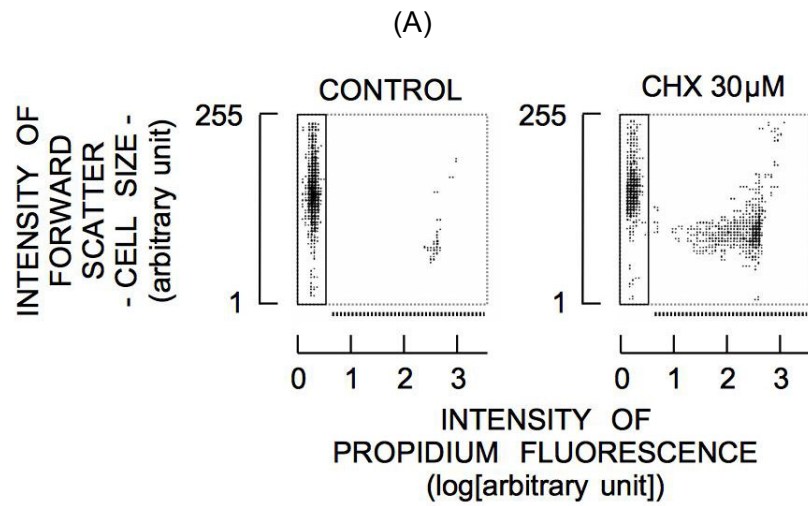 (A)
CONTROL
CHX 30µM
INTENSITY OF
FORWARD
SCATTER
- CELL SIZE -
(arbitrary unit)
255
1
255
1
0 1 2 3
0 1 2 3
INTENSITY OF
PROPIDIUM FLUORESCENCE
(log[arbitrary unit])